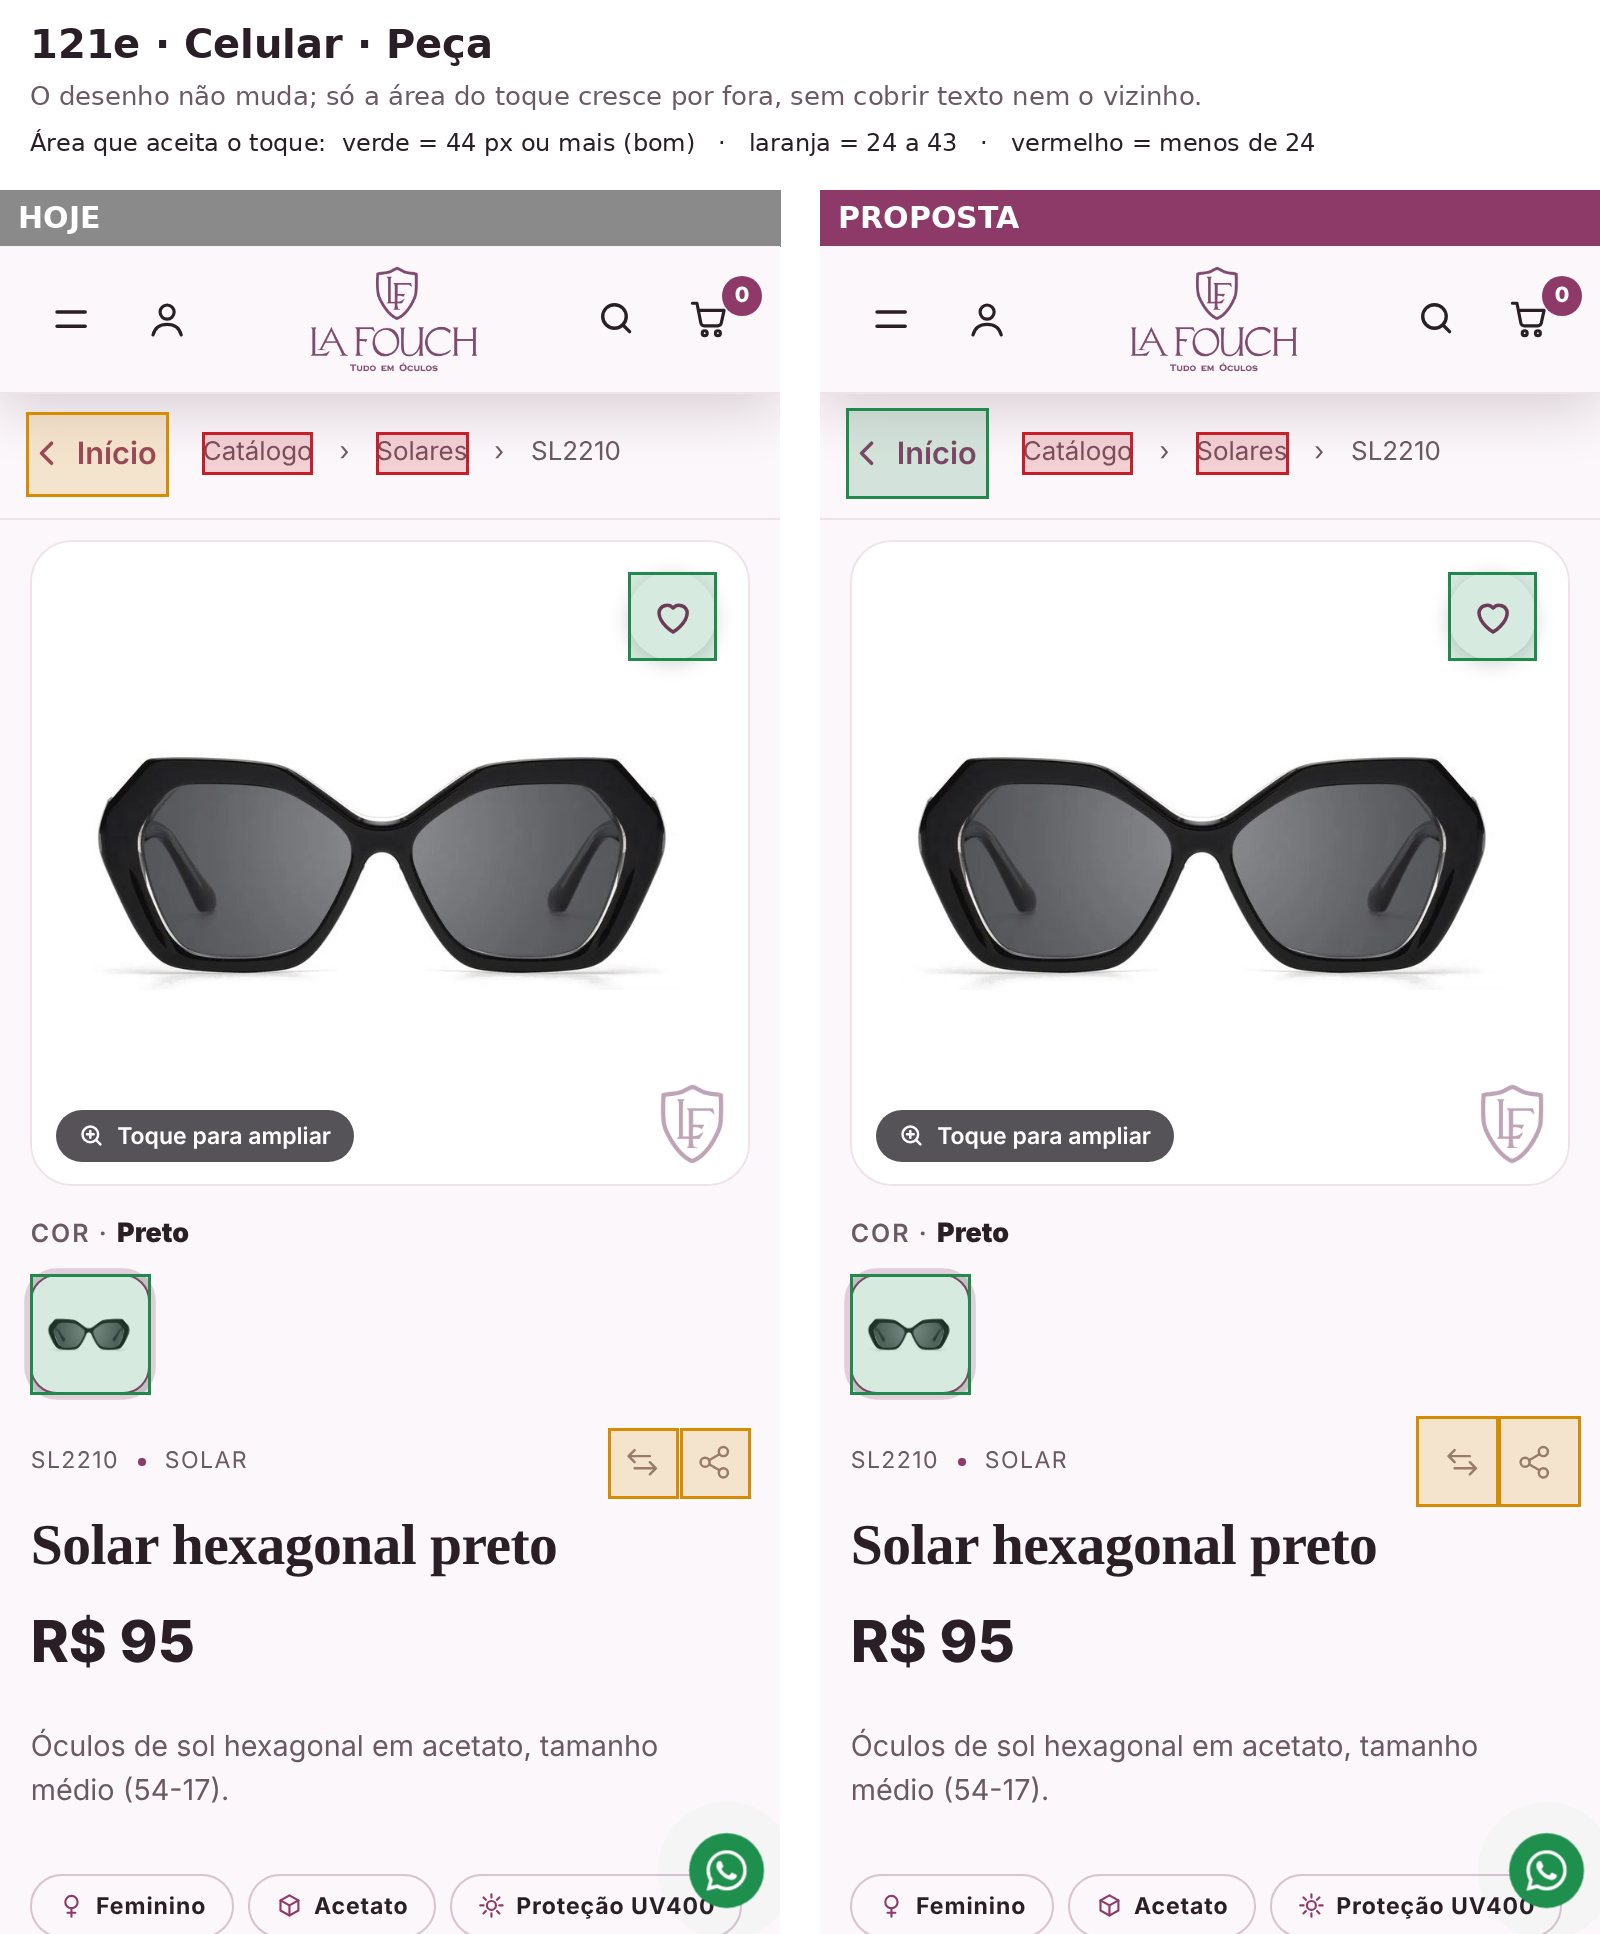 121e · Celular · Peça
O desenho não muda; só a área do toque cresce por fora, sem cobrir texto nem o vizinho.
Área que aceita o toque: verde = 44 px ou mais (bom) · laranja = 24 a 43 · vermelho = menos de 24
HOJE
LF
0
LA FOUCH
TUDO EM ÓCULOS
Início Catálogo › Solares › SL2210
Toque para ampliar
LF
COR · Preto
SL2210 • SOLAR
Solar hexagonal preto
R$ 95
Óculos de sol hexagonal em acetato, tamanho
médio (54-17).
Feminino Acetato Proteção UV400
PROPOSTA
LF
0
LA FOUCH
TUDO EM ÓCULOS
Início Catálogo › Solares › SL2210
Toque para ampliar
LF
COR · Preto
SL2210 • SOLAR
Solar hexagonal preto
R$ 95
Óculos de sol hexagonal em acetato, tamanho
médio (54-17).
Feminino Acetato Proteção UV400